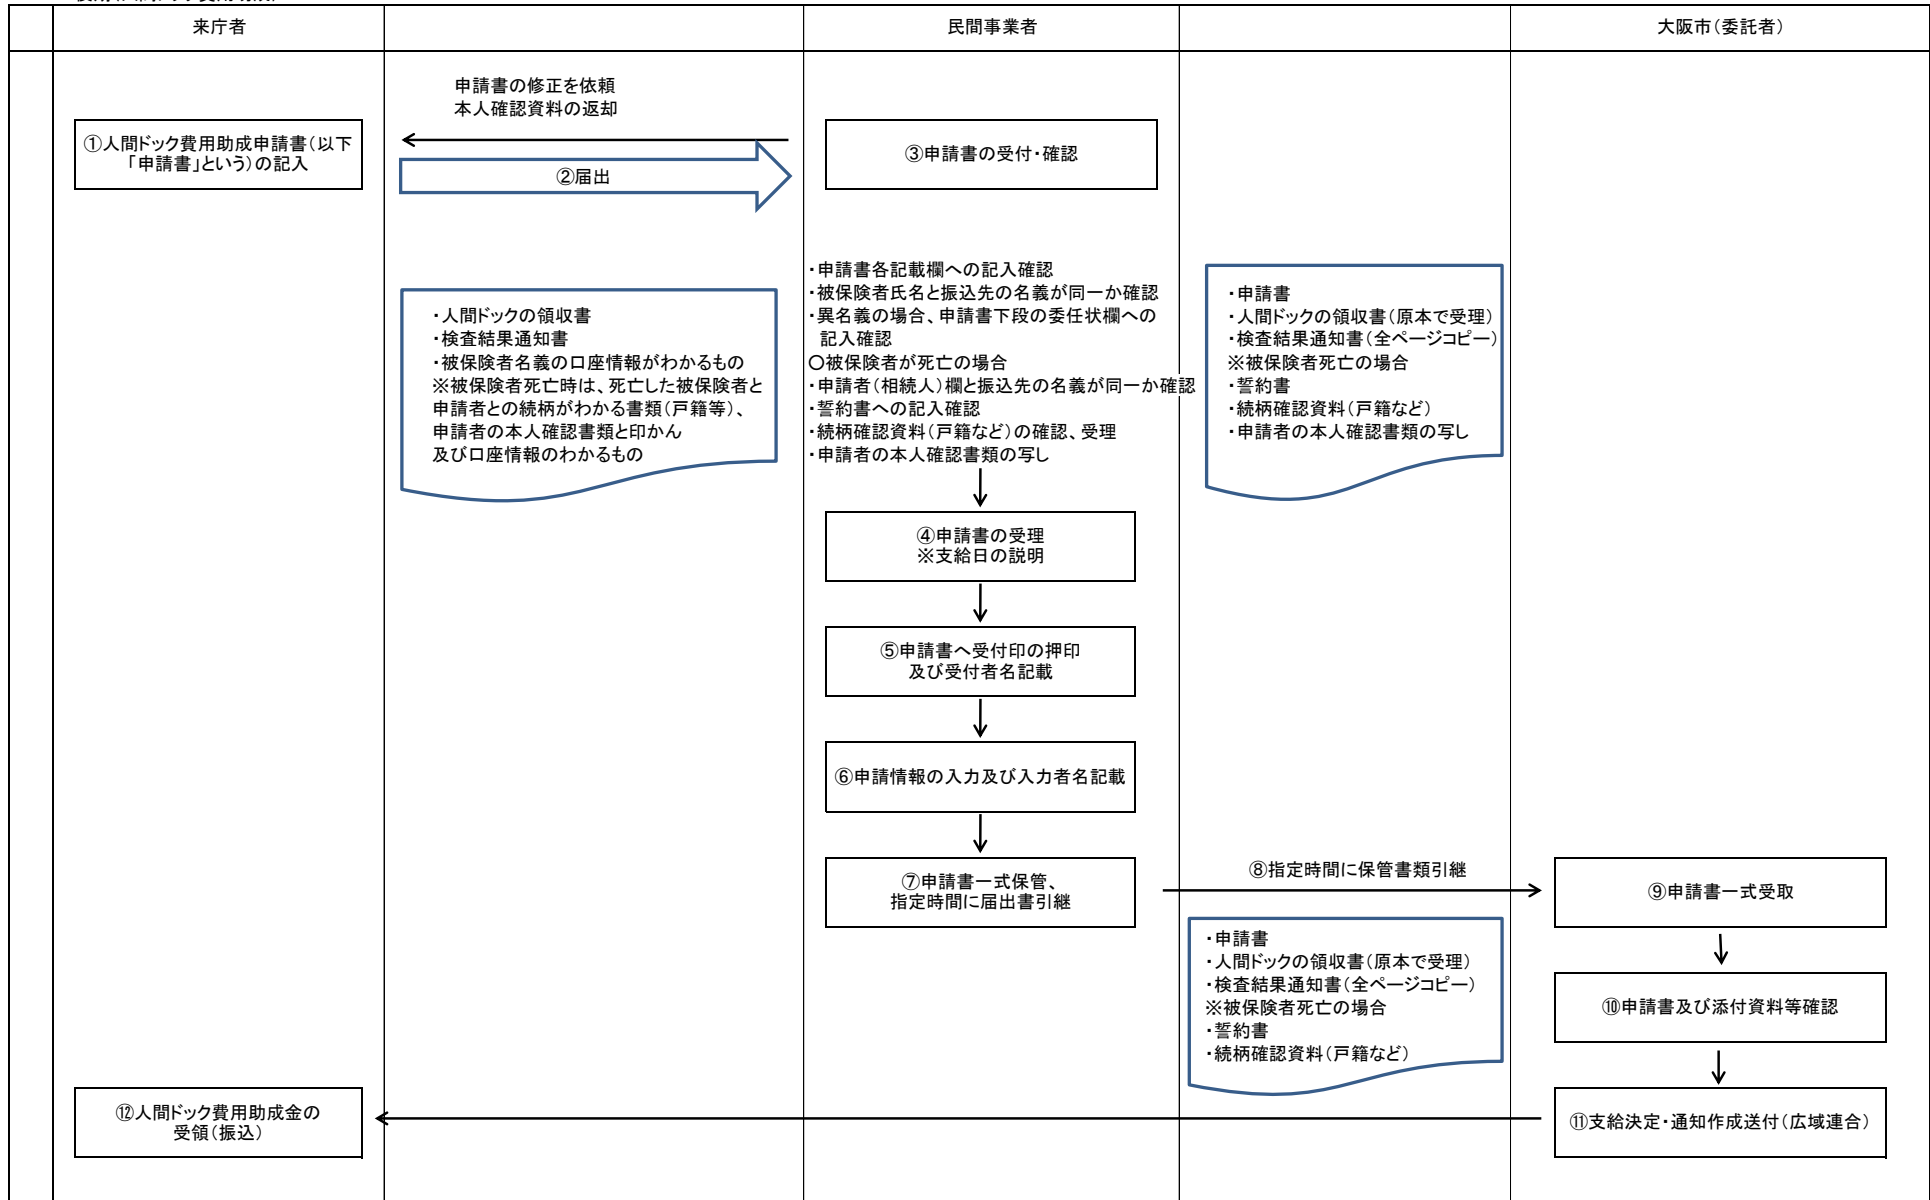 来庁者
民間事業者
大阪市（委託者）
申請書の修正を依頼
本人確認資料の返却
①人間ドック費用助成申請書（以下
「申請書」という）の記入
②届出
③申請書の受付・確認
・人間ドックの領収書
・検査結果通知書
・被保険者名義の口座情報がわかるもの
※被保険者死亡時は、死亡した被保険者と
申請者との続柄がわかる書類（戸籍等）、
申請者の本人確認書類と印かん
及び口座情報のわかるもの
・申請書各記載欄への記入確認
・被保険者氏名と振込先の名義が同一か確認
・異名義の場合、申請書下段の委任状欄への
記入確認
○被保険者が死亡の場合
・申請者（相続人）欄と振込先の名義が同一か確認
・誓約書への記入確認
・続柄確認資料（戸籍など）の確認、受理
・申請者の本人確認書類の写し
・申請書
・人間ドックの領収書（原本で受理）
・検査結果通知書（全ページコピー）
※被保険者死亡の場合
・誓約書
・続柄確認資料（戸籍など）
・申請者の本人確認書類の写し
④申請書の受理
※支給日の説明
⑤申請書へ受付印の押印
及び受付者名記載
⑥申請情報の入力及び入力者名記載
⑦申請書一式保管、
指定時間に届出書引継
⑧指定時間に保管書類引継
⑨申請書一式受取
・申請書
・人間ドックの領収書（原本で受理）
・検査結果通知書（全ページコピー）
※被保険者死亡の場合
・誓約書
・続柄確認資料（戸籍など）
⑩申請書及び添付資料等確認
⑪支給決定・通知作成送付（広域連合）
⑫人間ドック費用助成金の
受領（振込）